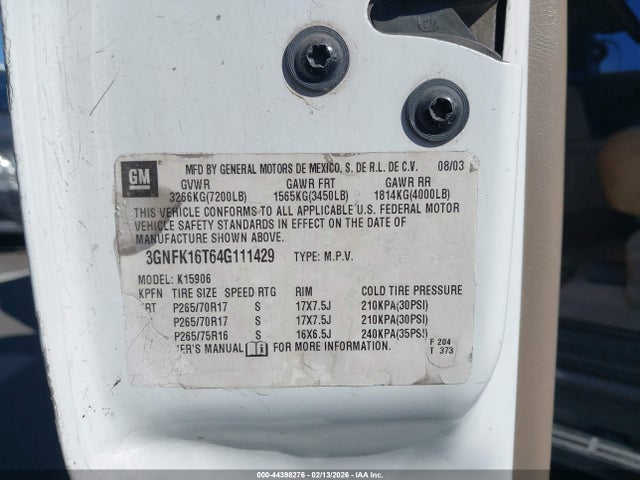 GM
MFD BY GENERAL MOTORS DE MEXICO, S. DE R.L. DE C.V. 08/03
GVWR GAWR FRT GAWR RR
3266KG(7200LB) 1565KG(3450LB) 1814KG(4000LB)
THIS VEHICLE CONFORMS TO ALL APPLICABLE U.S. FEDERAL MOTOR
VEHICLE SAFETY STANDARDS IN EFFECT ON THE DATE OF
MANUFACTURE SHOWN ABOVE.
3GNFK16T64G111429 TYPE: M.P.V.
MODEL: K15906
KPFN TIRE SIZE SPEED RTG RIM COLD TIRE PRESSURE
FRT P265/70R17 S 17X7.5J 210KPA(30PSI)
P265/70R17 S 17X7.5J 210KPA(30PSI)
P265/75R16 S 16X6.5J 240KPA(35PSI)
ER'S MANUAL FOR MORE INFORMATION.
F 204
T 373
000-44398276 - 02/13/2026 - IAAI.COM